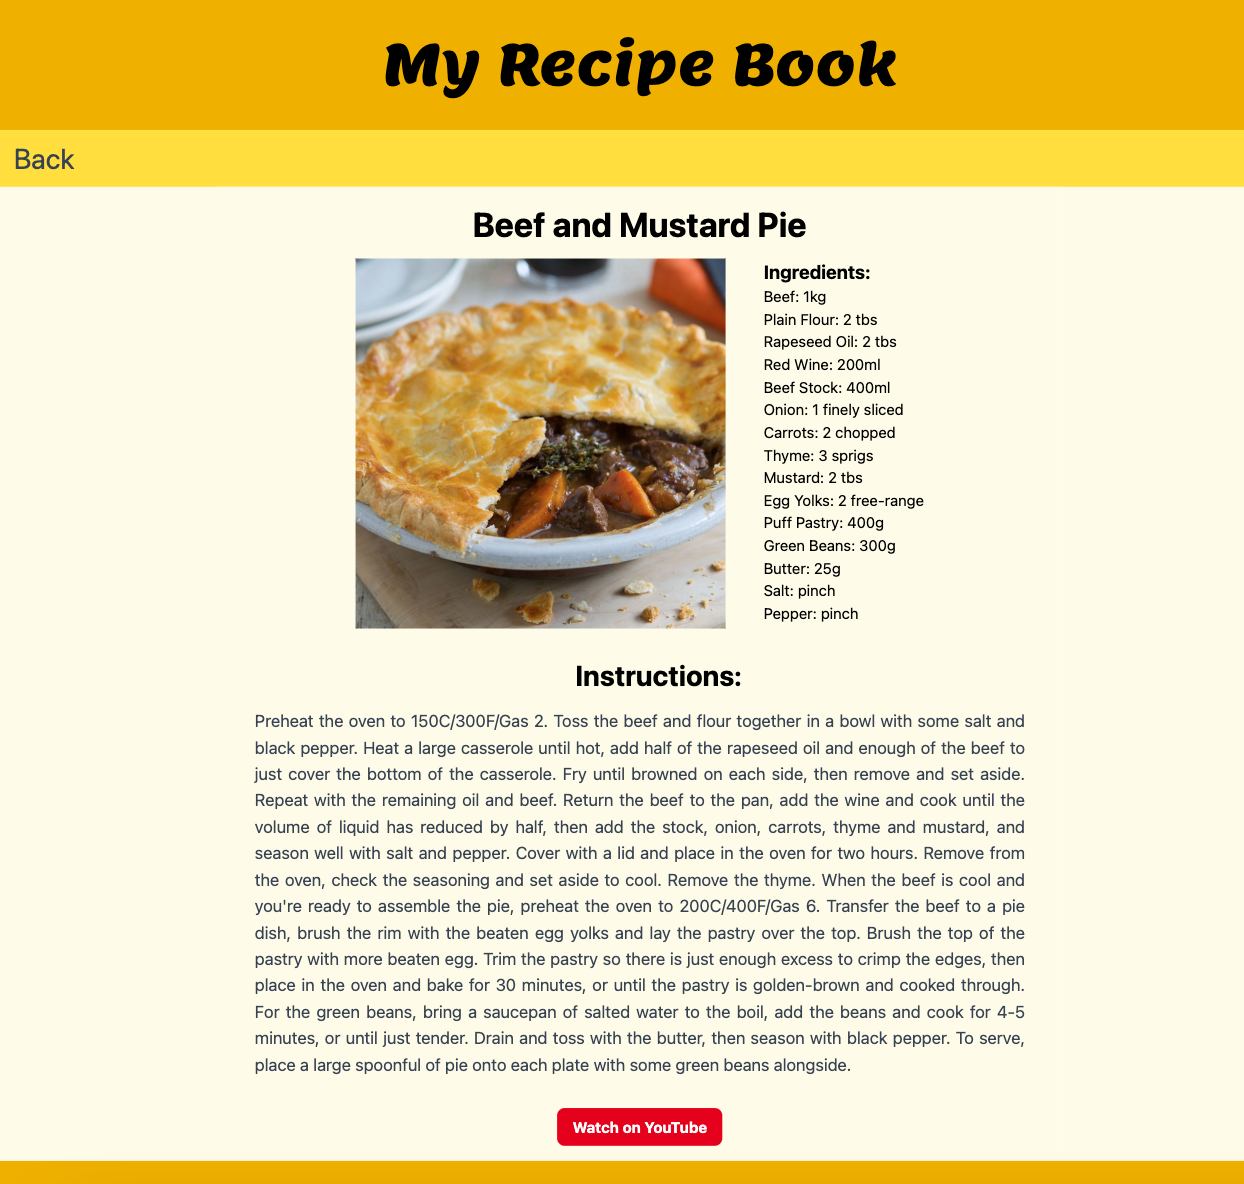 My Recipe Book
Back
Beef and Mustard Pie
Ingredients:
Beef: 1kg
Plain Flour: 2 tbs
Rapeseed Oil: 2 tbs
Red Wine: 200ml
Beef Stock: 400ml
Onion: 1 finely sliced
Carrots: 2 chopped
Thyme: 3 sprigs
Mustard: 2 tbs
Egg Yolks: 2 free-range
Puff Pastry: 400g
Green Beans: 300g
Butter: 25g
Salt: pinch
Pepper: pinch
Instructions:
Preheat the oven to 150C/300F/Gas 2. Toss the beef and flour together in a bowl with some salt and
black pepper. Heat a large casserole until hot, add half of the rapeseed oil and enough of the beef to
just cover the bottom of the casserole. Fry until browned on each side, then remove and set aside.
Repeat with the remaining oil and beef. Return the beef to the pan, add the wine and cook until the
volume of liquid has reduced by half, then add the stock, onion, carrots, thyme and mustard, and
season well with salt and pepper. Cover with a lid and place in the oven for two hours. Remove from
the oven, check the seasoning and set aside to cool. Remove the thyme. When the beef is cool and
you're ready to assemble the pie, preheat the oven to 200C/400F/Gas 6. Transfer the beef to a pie
dish, brush the rim with the beaten egg yolks and lay the pastry over the top. Brush the top of the
pastry with more beaten egg. Trim the pastry so there is just enough excess to crimp the edges, then
place in the oven and bake for 30 minutes, or until the pastry is golden-brown and cooked through.
For the green beans, bring a saucepan of salted water to the boil, add the beans and cook for 4-5
minutes, or until just tender. Drain and toss with the butter, then season with black pepper. To serve,
place a large spoonful of pie onto each plate with some green beans alongside.
Watch on YouTube